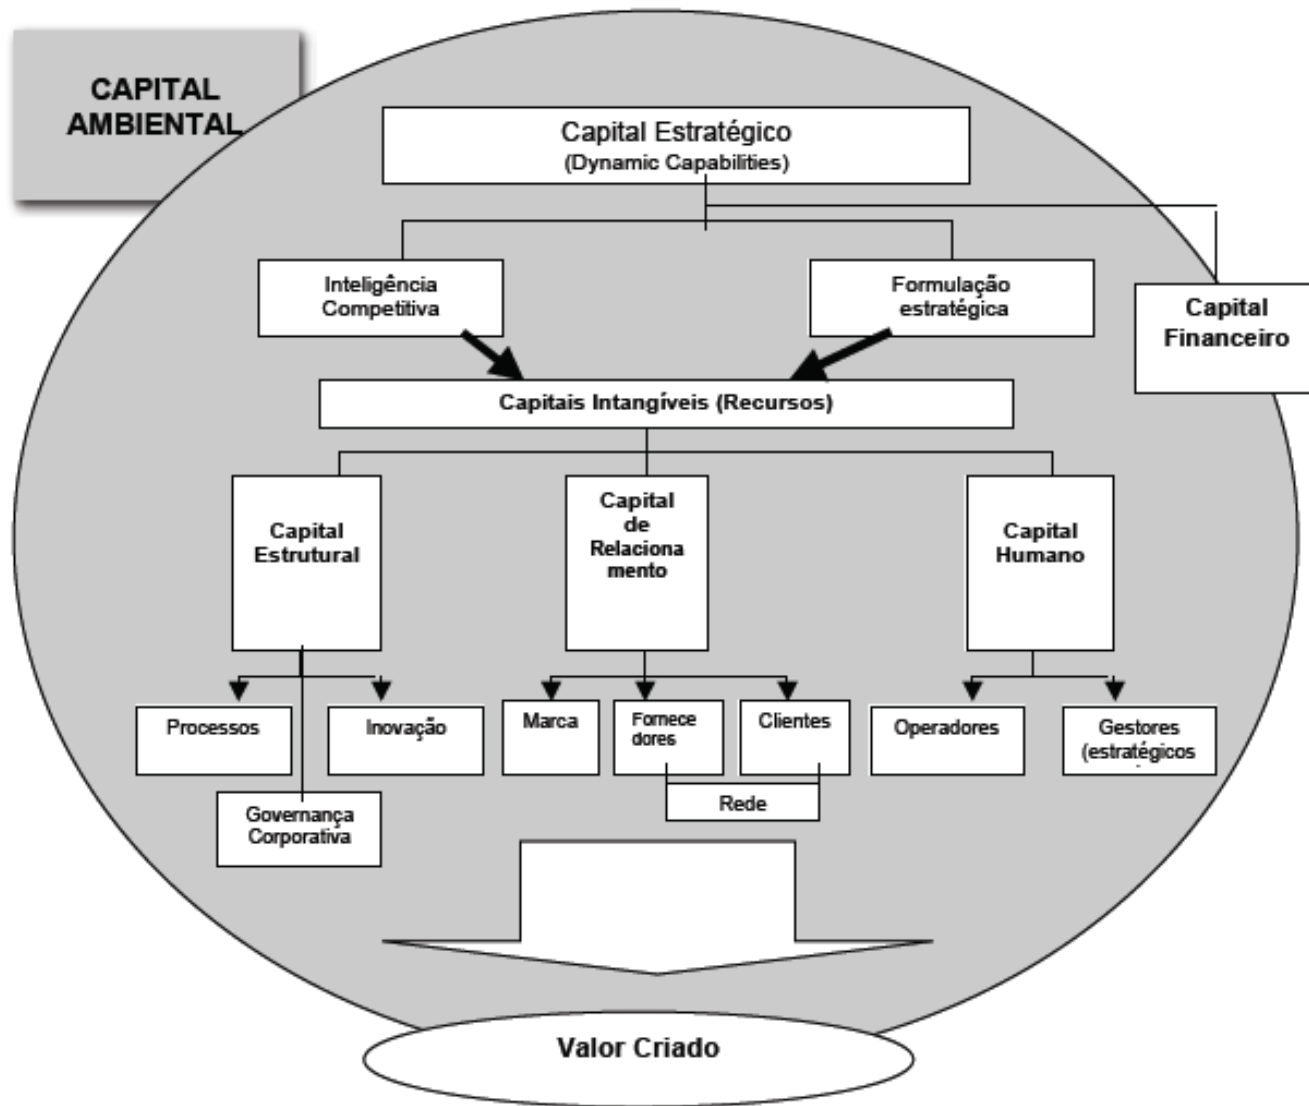 CAPITAL
AMBIENTAL
Capital Estratégico
(Dynamic Capabilities)
Inteligência
Competitiva
Formulação
estratégica
Capital
Financeiro
Capitais Intangíveis (Recursos)
Capital
Estrutural
Capital
de
Relaciona
mento
Capital
Humano
Processos
Inovação
Marca
Fornece
dores
Clientes
Operadores
Gestores
(estratégicos
Rede
Governança
Corporativa
Valor Criado